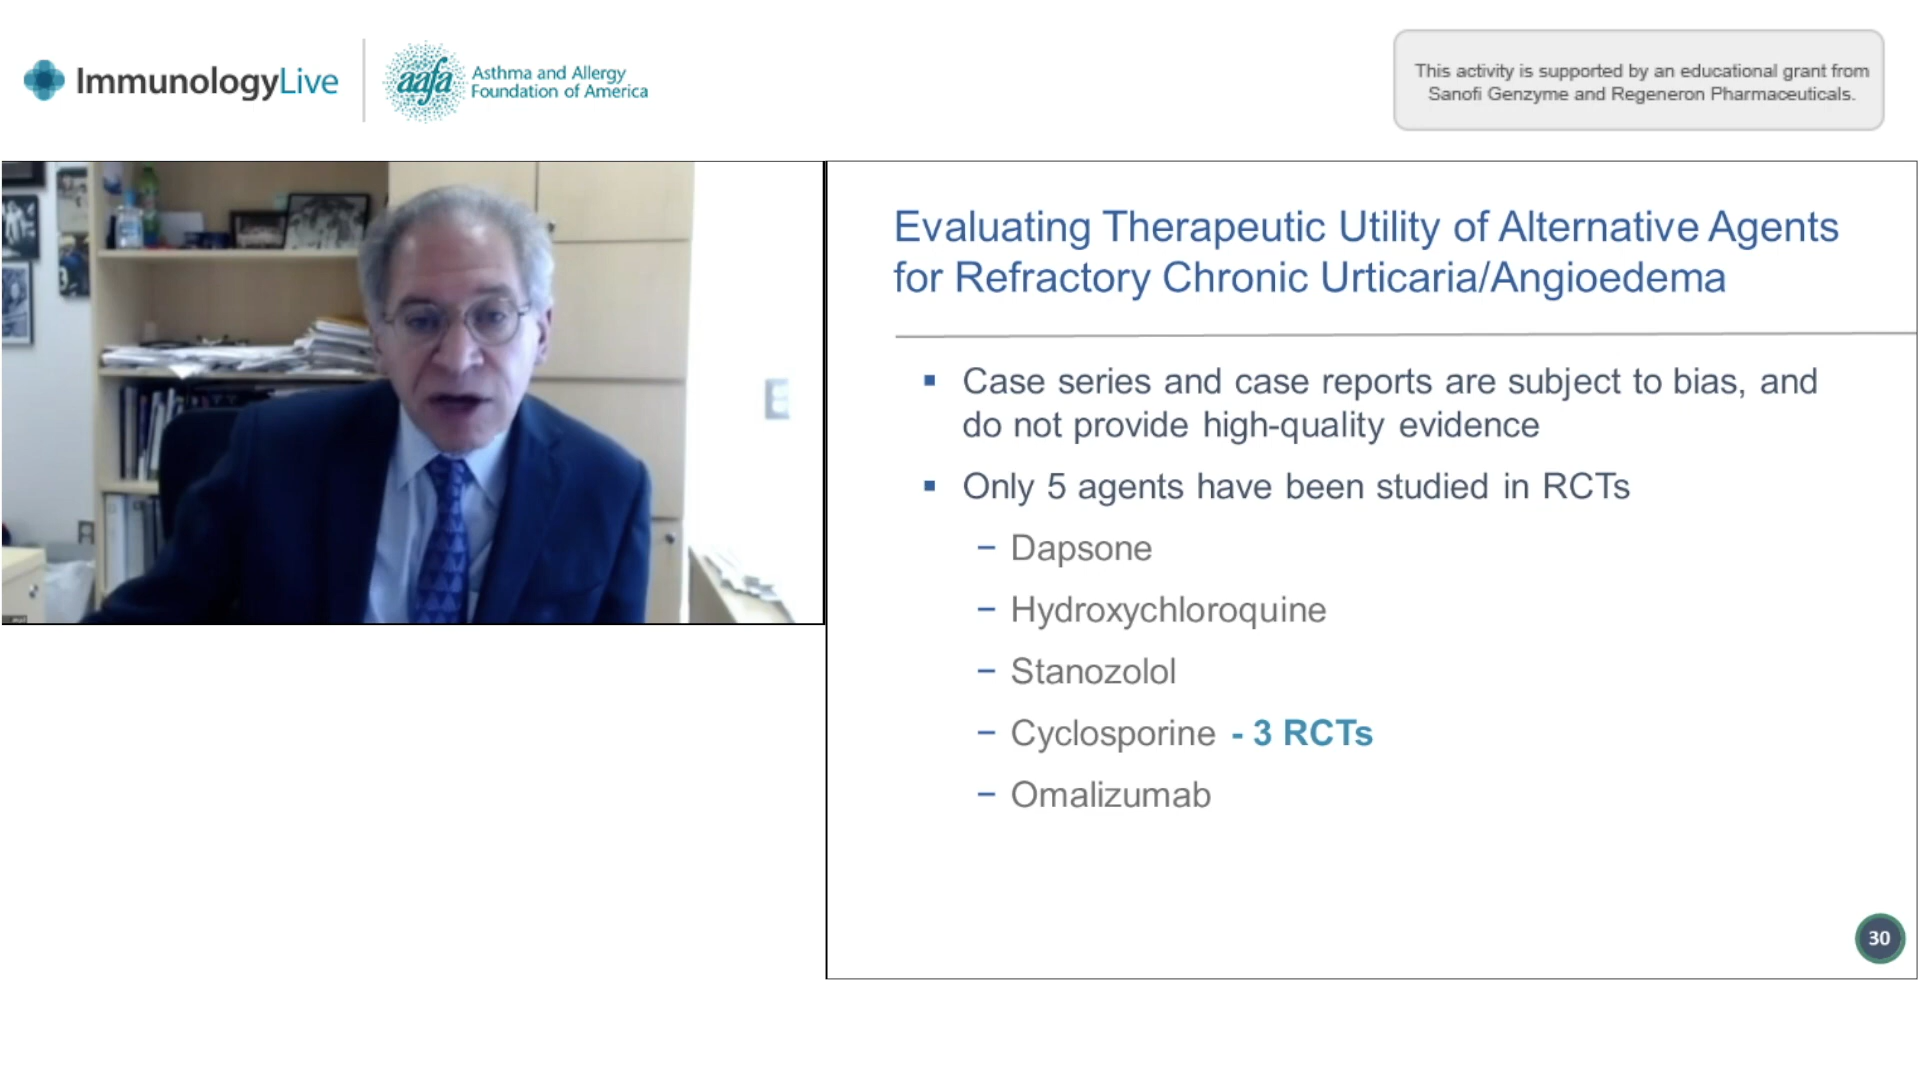 ImmunologyLive
aafa
Asthma and Allergy
Foundation of America
This activity is supported by an educational grant from
Sanofi Genzyme and Regeneron Pharmaceuticals.
Evaluating Therapeutic Utility of Alternative Agents
for Refractory Chronic Urticaria/Angioedema
▪ Case series and case reports are subject to bias, and
do not provide high-quality evidence
▪ Only 5 agents have been studied in RCTs
– Dapsone
– Hydroxychloroquine
– Stanozolol
– Cyclosporine - 3 RCTs
– Omalizumab
30